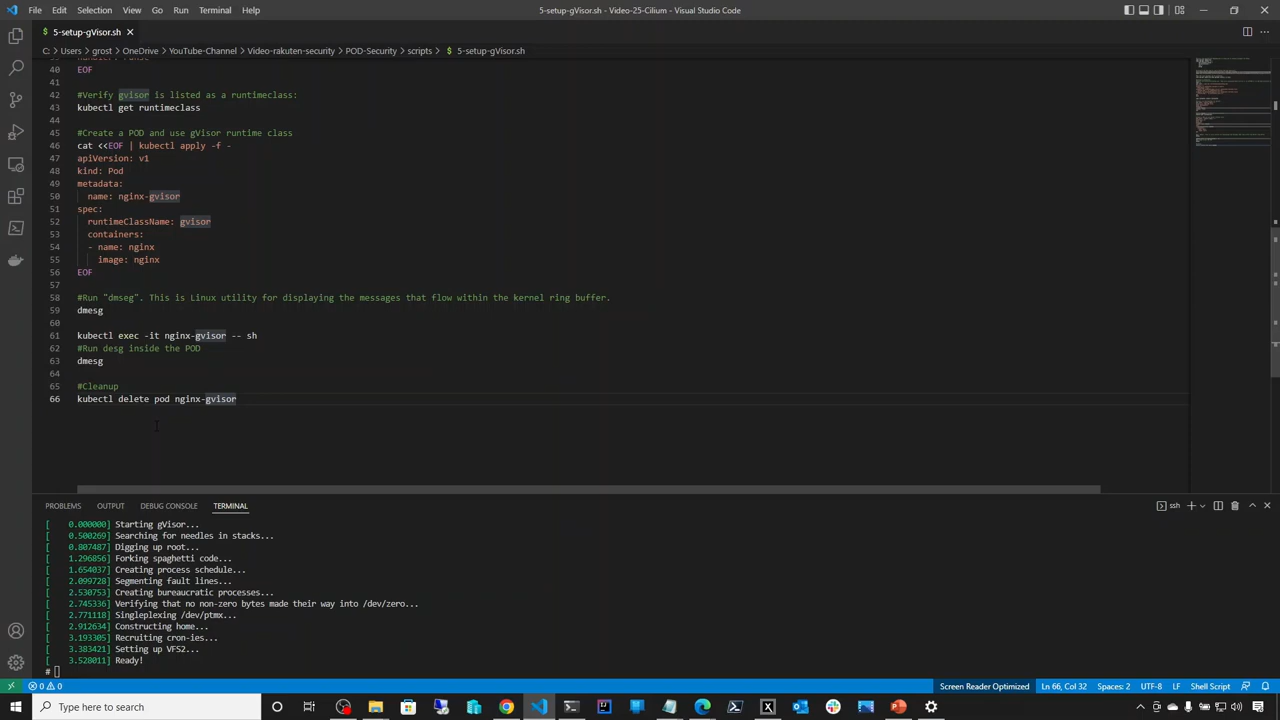 File Edit Selection View Go Run Terminal Help
5-setup-gVisor.sh - Video-25-Cilium - Visual Studio Code
$ 5-setup-gVisor.sh
C: > Users > grost > OneDrive > YouTube-Channel > Video-rakuten-security > POD-Security > scripts > $ 5-setup-gVisor.sh
40 EOF
41
42 #Verify gvisor is listed as a runtimeclass:
43 kubectl get runtimeclass
44
45 #Create a POD and use gVisor runtime class
46 cat <<EOF | kubectl apply -f -
47 apiVersion: v1
48 kind: Pod
49 metadata:
50   name: nginx-gvisor
51 spec:
52   runtimeClassName: gvisor
53   containers:
54   - name: nginx
55     image: nginx
56 EOF
57
58 #Run "dmseg". This is Linux utility for displaying the messages that flow within the kernel ring buffer.
59 dmesg
60
61 kubectl exec -it nginx-gvisor -- sh
62 #Run desg inside the POD
63 dmesg
64
65 #Cleanup
66 kubectl delete pod nginx-gvisor
PROBLEMS OUTPUT DEBUG CONSOLE TERMINAL
ssh
[    0.000000] Starting gVisor...
[    0.500269] Searching for needles in stacks...
[    0.807487] Digging up root...
[    1.296856] Forking spaghetti code...
[    1.654037] Creating process schedule...
[    2.099728] Segmenting fault lines...
[    2.530753] Creating bureaucratic processes...
[    2.745336] Verifying that no non-zero bytes made their way into /dev/zero...
[    2.771118] Singleplexing /dev/ptmx...
[    2.912634] Constructing home...
[    3.193305] Recruiting cron-ies...
[    3.383421] Setting up VFS2...
[    3.528011] Ready!
#
0 0
Screen Reader Optimized Ln 66, Col 32 Spaces: 2 UTF-8 LF Shell Script
Type here to search